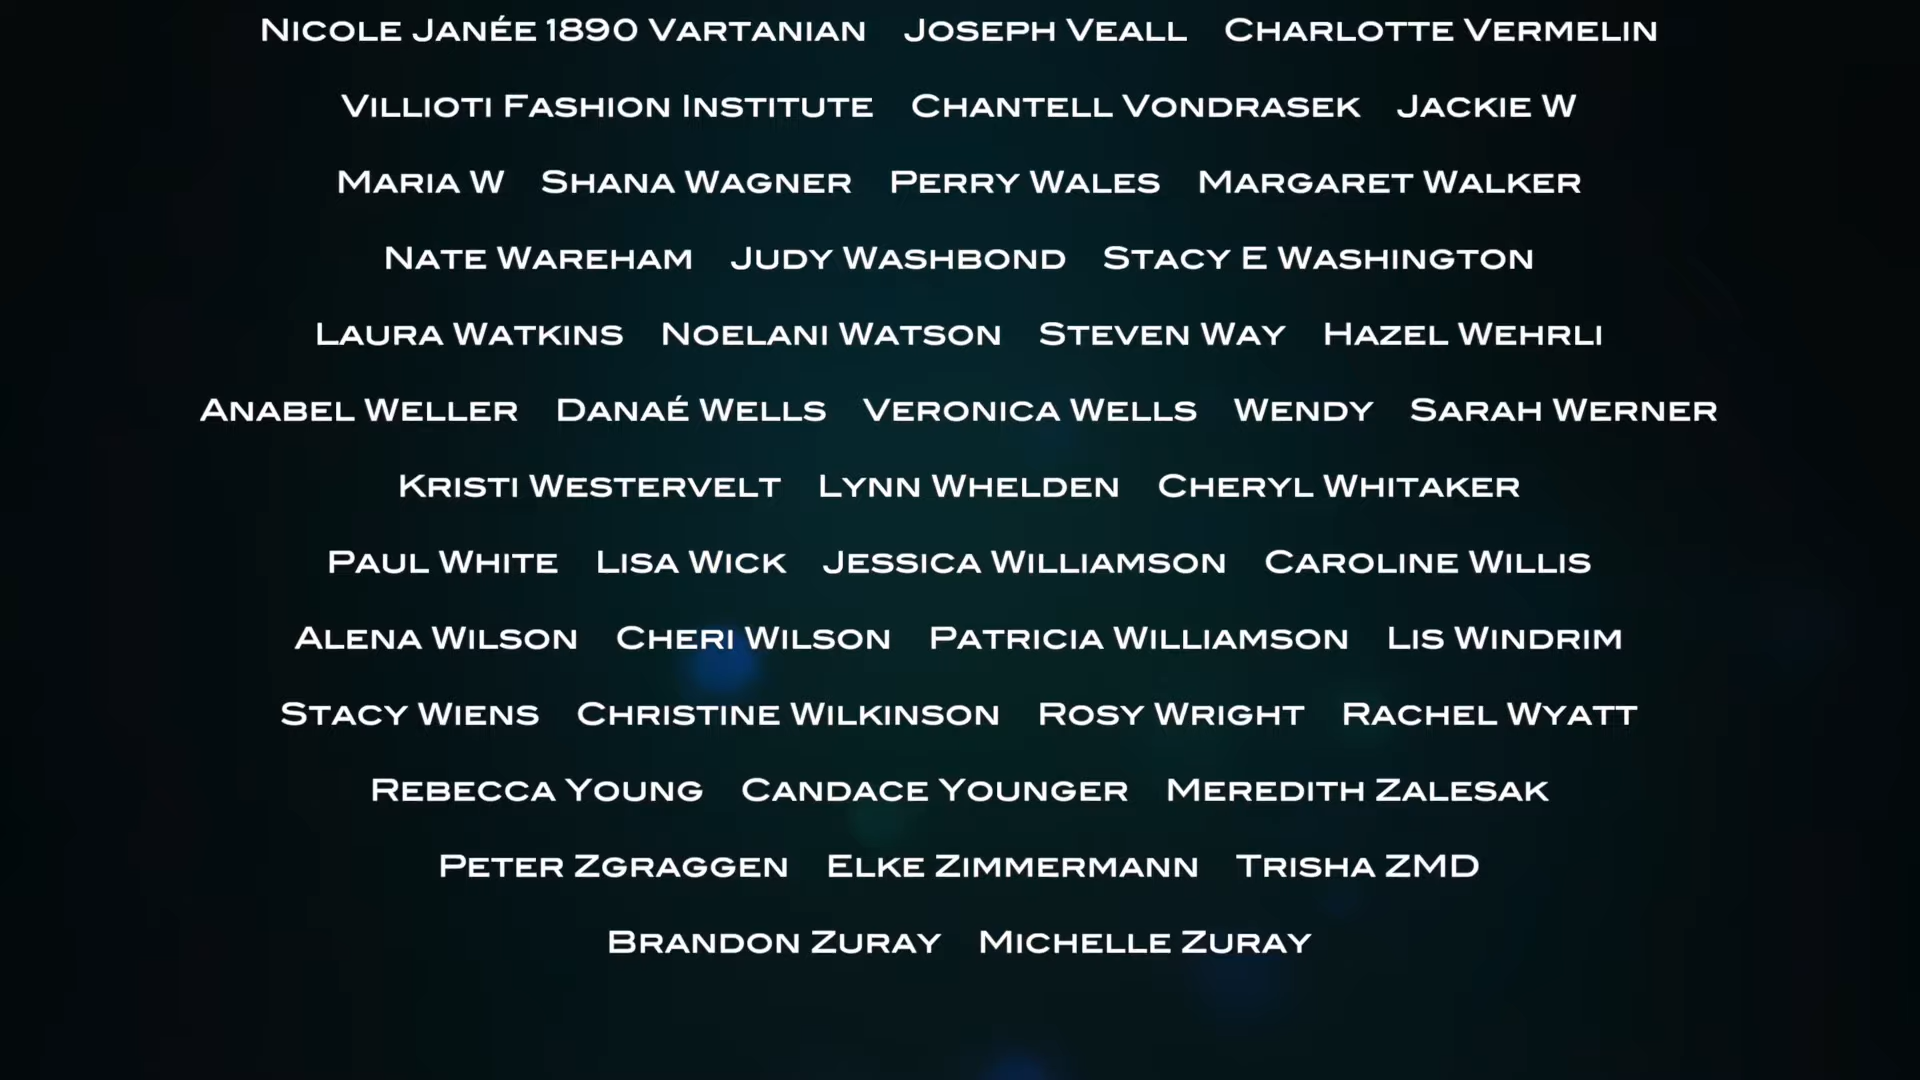 Nicole Janée 1890 Vartanian Joseph Veall Charlotte Vermelin
Villioti Fashion Institute Chantell Vondrasek Jackie W
Maria W Shana Wagner Perry Wales Margaret Walker
Nate Wareham Judy Washbond Stacy E Washington
Laura Watkins Noelani Watson Steven Way Hazel Wehrli
Anabel Weller Danaé Wells Veronica Wells Wendy Sarah Werner
Kristi Westervelt Lynn Whelden Cheryl Whitaker
Paul White Lisa Wick Jessica Williamson Caroline Willis
Alena Wilson Cheri Wilson Patricia Williamson Lis Windrim
Stacy Wiens Christine Wilkinson Rosy Wright Rachel Wyatt
Rebecca Young Candace Younger Meredith Zalesak
Peter Zgraggen Elke Zimmermann Trisha ZMD
Brandon Zuray Michelle Zuray